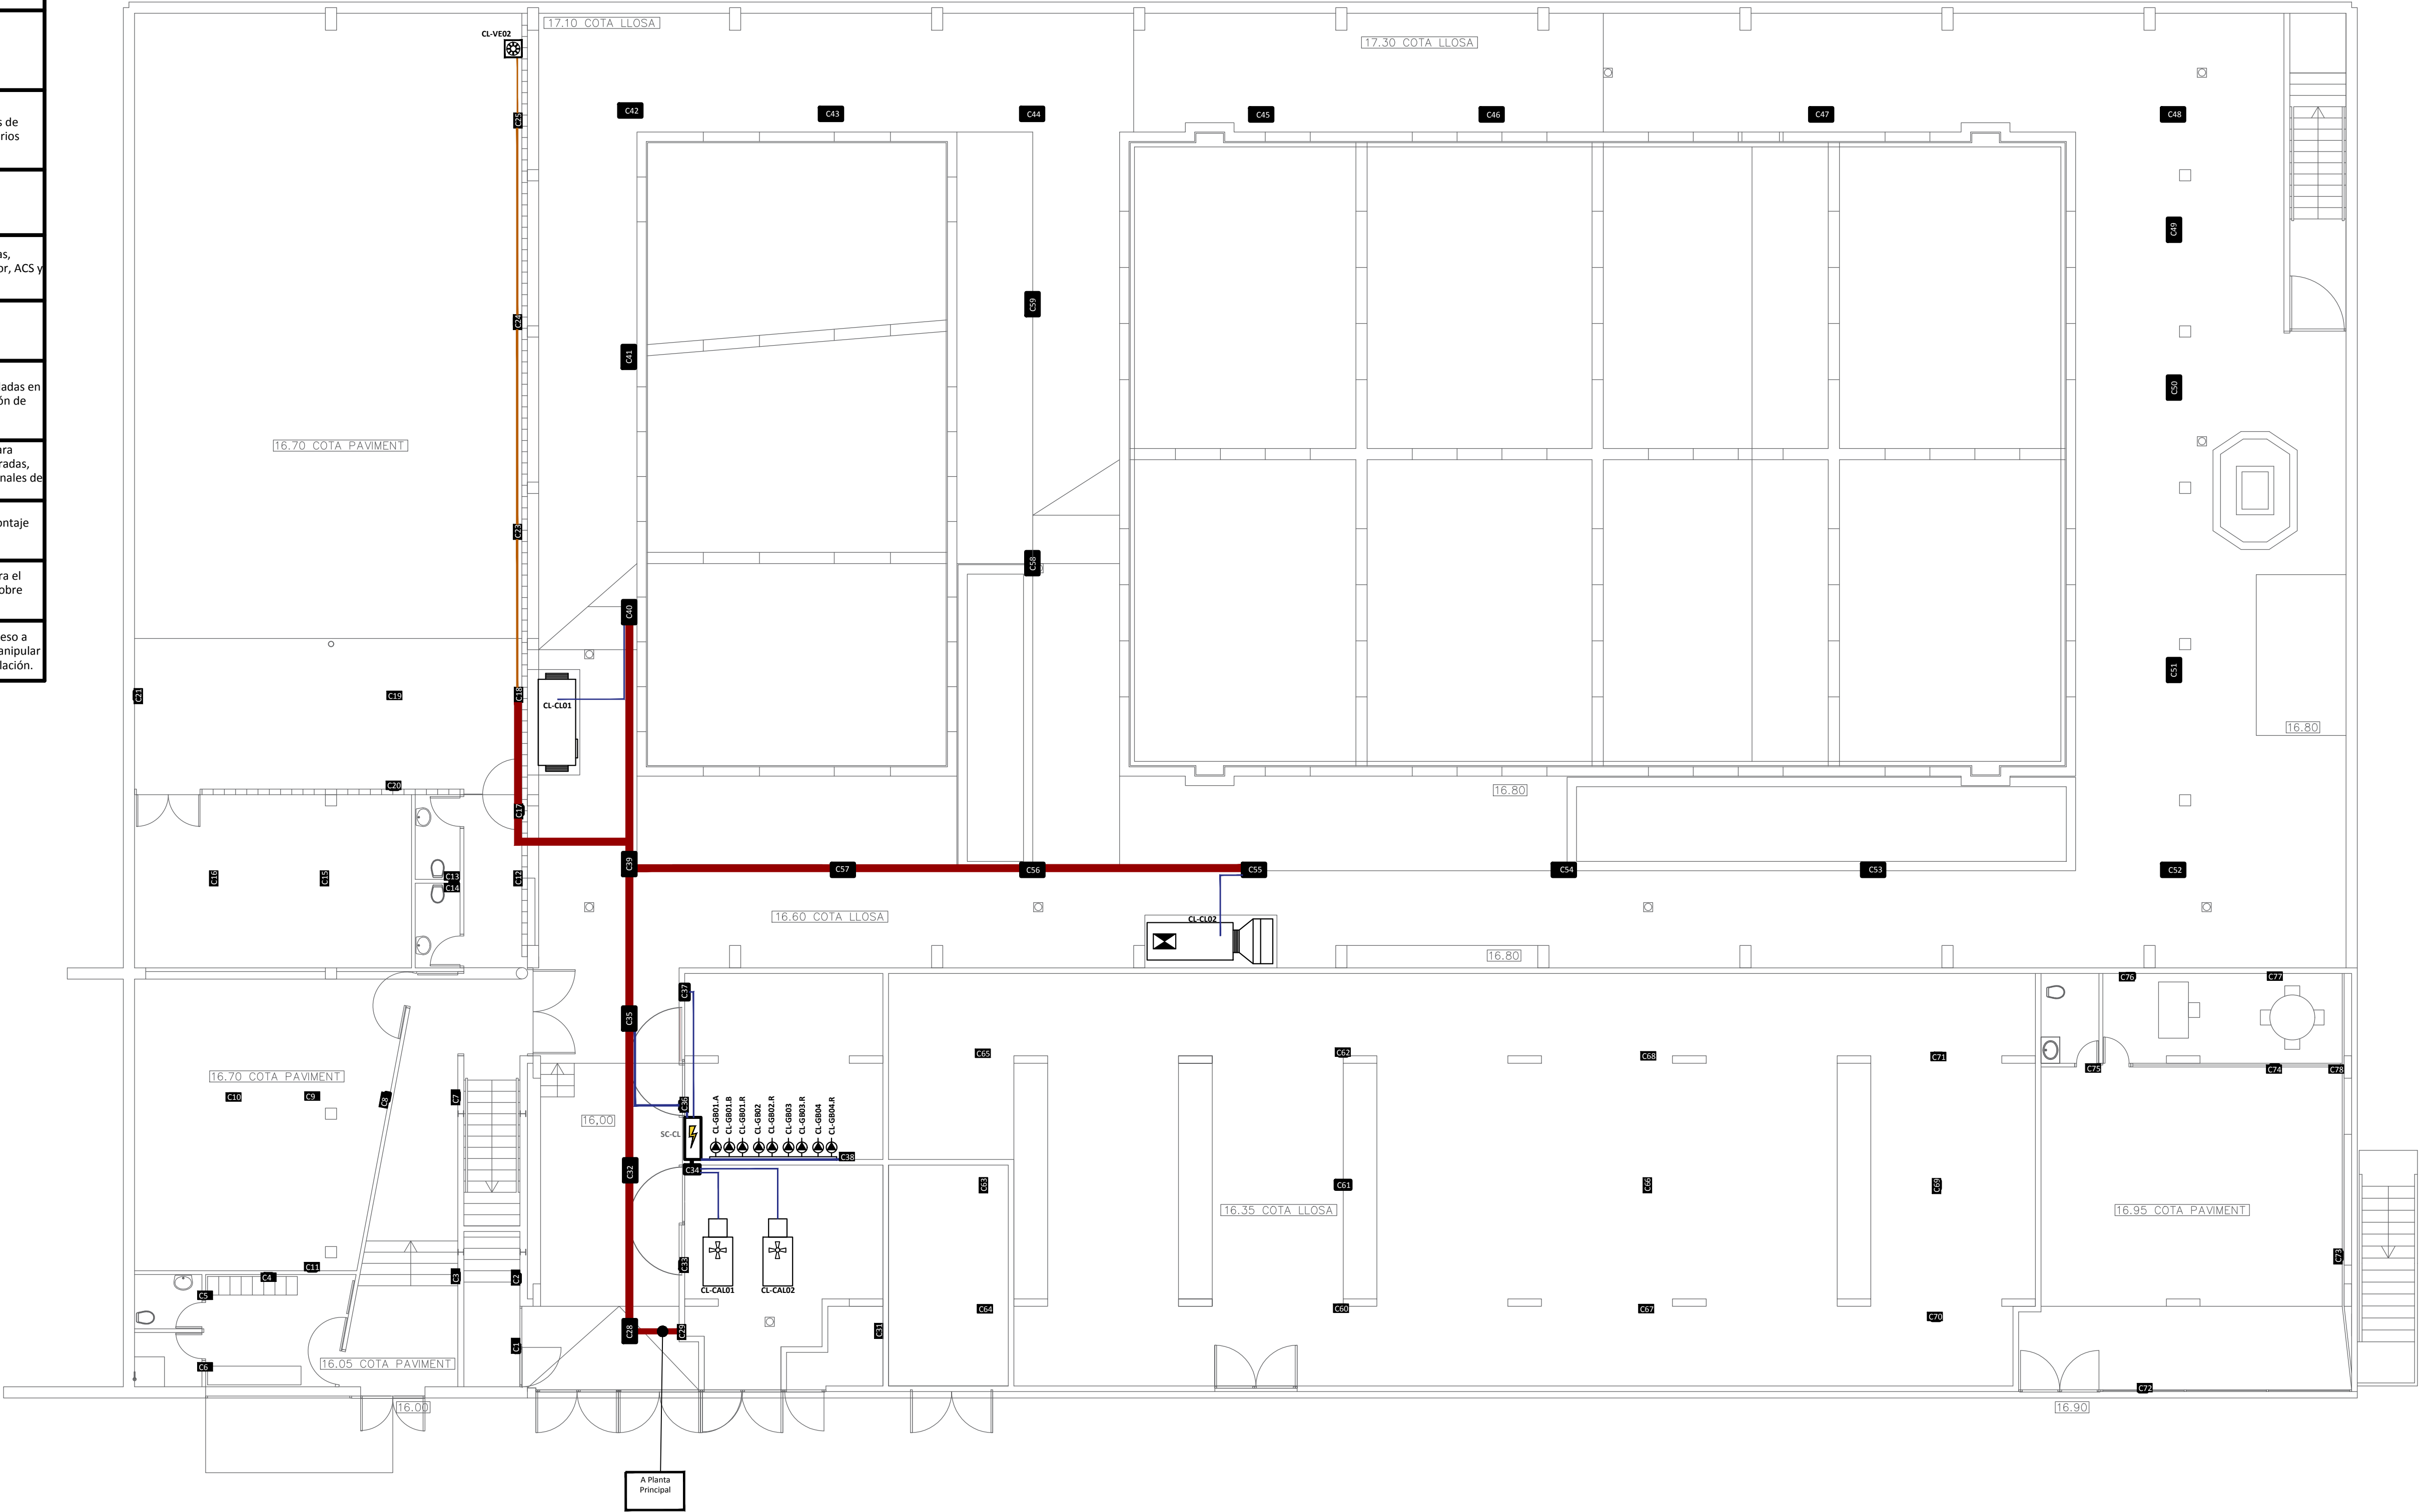 s de
rios
as,
or, ACS y
ladas en
ón de
ara
radas,
nales de
ontaje
ra el
obre
eso a
anipular
lación.
17.10 COTA LLOSA
17.30 COTA LLOSA
CL-VE02
C25
C42
C43
C44
C45
C46
C47
C48
C49
C59
C24
C41
C50
16.70 COTA PAVIMENT
C23
C58
C40
C51
C21
C19
C18
CL-CL01
16.80
C20
16.80
C17
C39
C57
C56
C55
C54
C53
C52
C16
C15
C13
C14
C12
16.60 COTA LLOSA
CL-CL02
16.80
C37
C35
C76
C77
C65
C62
C68
C71
C75
C74
C78
16.70 COTA PAVIMENT
C10
C9
C8
C7
C36
16,00
SC-CL
CL-GB01.A
CL-GB01.B
CL-GB01.R
CL-GB02
CL-GB02.R
CL-GB03
CL-GB03.R
CL-GB04
CL-GB04.R
C38
C32
C34
C63
C61
C66
C69
16.35 COTA LLOSA
16.95 COTA PAVIMENT
C11
C4
C3
C2
C33
C73
C5
CL-CAL01
CL-CAL02
C64
C60
C67
C70
C28
C29
C31
C1
C6
16.05 COTA PAVIMENT
C72
16.00
16.90
A Planta
Principal